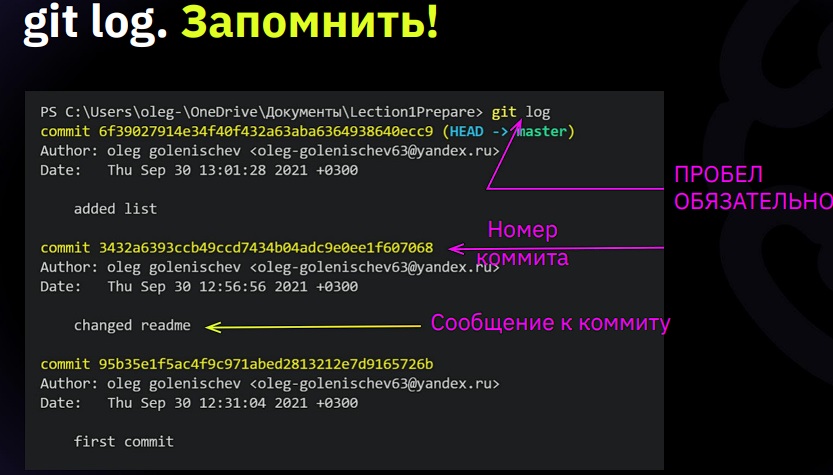 git log. Запомнить!
PS C:\Users\oleg-\OneDrive\Документы\Lection1Prepare> git log
commit 6f39027914e34f40f432a63aba6364938640ecc9 (HEAD -> master)
Author: oleg golenischev <oleg-golenischev63@yandex.ru>
Date:   Thu Sep 30 13:01:28 2021 +0300
ПРОБЕЛ
ОБЯЗАТЕЛЬНО
added list
Номер
commit 3432a6393ccb49ccd7434b04adc9e0ee1f607068
коммита
Author: oleg golenischev <oleg-golenischev63@yandex.ru>
Date:   Thu Sep 30 12:56:56 2021 +0300
changed readme
Сообщение к коммиту
commit 95b35e1f5ac4f9c971abed2813212e7d9165726b
Author: oleg golenischev <oleg-golenischev63@yandex.ru>
Date:   Thu Sep 30 12:31:04 2021 +0300
first commit